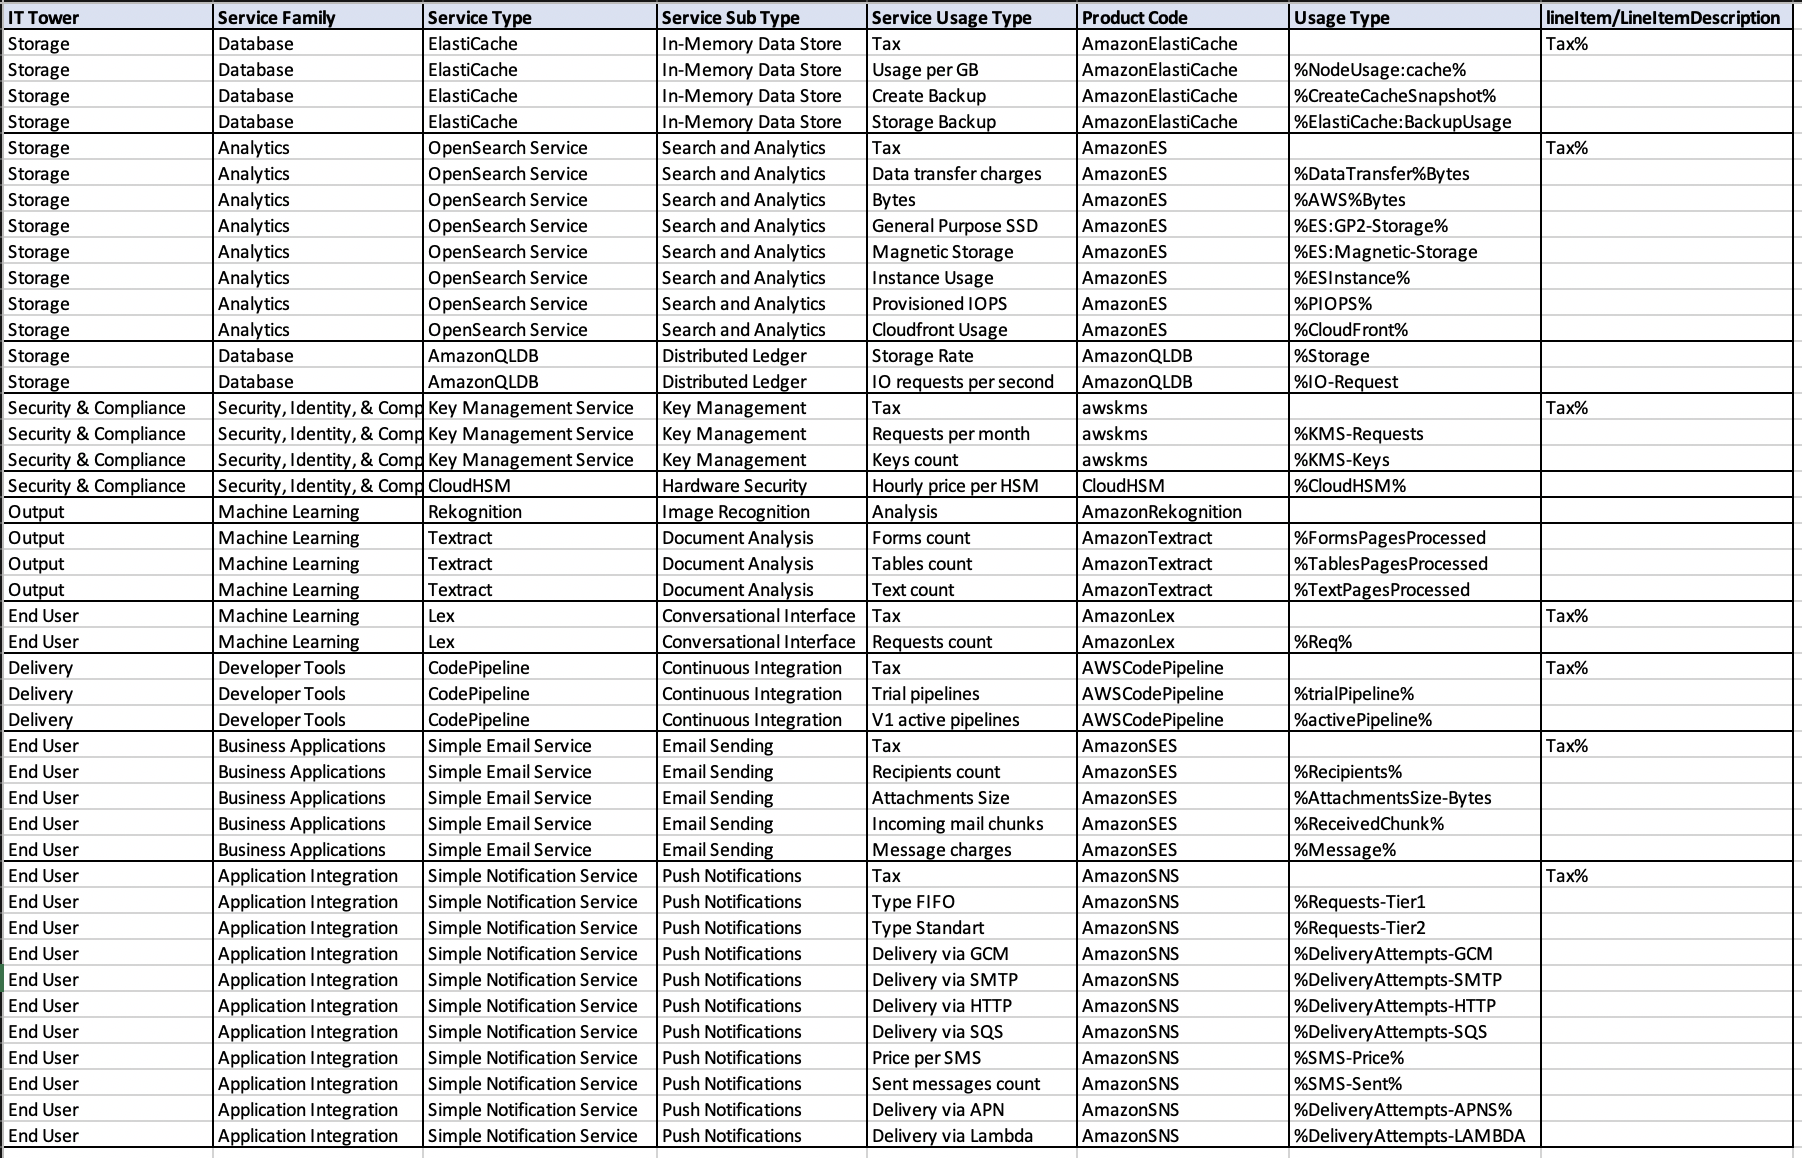 IT Tower Service Family Service Type Service Sub Type Service Usage Type Product Code Usage Type lineItem/LineItemDescription
Storage Database ElastiCache In-Memory Data Store Tax AmazonElastiCache Tax%
Storage Database ElastiCache In-Memory Data Store Usage per GB AmazonElastiCache %NodeUsage:cache%
Storage Database ElastiCache In-Memory Data Store Create Backup AmazonElastiCache %CreateCacheSnapshot%
Storage Database ElastiCache In-Memory Data Store Storage Backup AmazonElastiCache %ElastiCache:BackupUsage
Storage Analytics OpenSearch Service Search and Analytics Tax AmazonES Tax%
Storage Analytics OpenSearch Service Search and Analytics Data transfer charges AmazonES %DataTransfer%Bytes
Storage Analytics OpenSearch Service Search and Analytics Bytes AmazonES %AWS%Bytes
Storage Analytics OpenSearch Service Search and Analytics General Purpose SSD AmazonES %ES:GP2-Storage%
Storage Analytics OpenSearch Service Search and Analytics Magnetic Storage AmazonES %ES:Magnetic-Storage
Storage Analytics OpenSearch Service Search and Analytics Instance Usage AmazonES %ESInstance%
Storage Analytics OpenSearch Service Search and Analytics Provisioned IOPS AmazonES %PIOPS%
Storage Analytics OpenSearch Service Search and Analytics Cloudfront Usage AmazonES %CloudFront%
Storage Database AmazonQLDB Distributed Ledger Storage Rate AmazonQLDB %Storage
Storage Database AmazonQLDB Distributed Ledger IO requests per second AmazonQLDB %IO-Request
Security & Compliance Security, Identity, & Comp Key Management Service Key Management Tax awskms Tax%
Security & Compliance Security, Identity, & Comp Key Management Service Key Management Requests per month awskms %KMS-Requests
Security & Compliance Security, Identity, & Comp Key Management Service Key Management Keys count awskms %KMS-Keys
Security & Compliance Security, Identity, & Comp CloudHSM Hardware Security Hourly price per HSM CloudHSM %CloudHSM%
Output Machine Learning Rekognition Image Recognition Analysis AmazonRekognition
Output Machine Learning Textract Document Analysis Forms count AmazonTextract %FormsPagesProcessed
Output Machine Learning Textract Document Analysis Tables count AmazonTextract %TablesPagesProcessed
Output Machine Learning Textract Document Analysis Text count AmazonTextract %TextPagesProcessed
End User Machine Learning Lex Conversational Interface Tax AmazonLex Tax%
End User Machine Learning Lex Conversational Interface Requests count AmazonLex %Req%
Delivery Developer Tools CodePipeline Continuous Integration Tax AWSCodePipeline Tax%
Delivery Developer Tools CodePipeline Continuous Integration Trial pipelines AWSCodePipeline %trialPipeline%
Delivery Developer Tools CodePipeline Continuous Integration V1 active pipelines AWSCodePipeline %activePipeline%
End User Business Applications Simple Email Service Email Sending Tax AmazonSES Tax%
End User Business Applications Simple Email Service Email Sending Recipients count AmazonSES %Recipients%
End User Business Applications Simple Email Service Email Sending Attachments Size AmazonSES %AttachmentsSize-Bytes
End User Business Applications Simple Email Service Email Sending Incoming mail chunks AmazonSES %ReceivedChunk%
End User Business Applications Simple Email Service Email Sending Message charges AmazonSES %Message%
End User Application Integration Simple Notification Service Push Notifications Tax AmazonSNS Tax%
End User Application Integration Simple Notification Service Push Notifications Type FIFO AmazonSNS %Requests-Tier1
End User Application Integration Simple Notification Service Push Notifications Type Standart AmazonSNS %Requests-Tier2
End User Application Integration Simple Notification Service Push Notifications Delivery via GCM AmazonSNS %DeliveryAttempts-GCM
End User Application Integration Simple Notification Service Push Notifications Delivery via SMTP AmazonSNS %DeliveryAttempts-SMTP
End User Application Integration Simple Notification Service Push Notifications Delivery via HTTP AmazonSNS %DeliveryAttempts-HTTP
End User Application Integration Simple Notification Service Push Notifications Delivery via SQS AmazonSNS %DeliveryAttempts-SQS
End User Application Integration Simple Notification Service Push Notifications Price per SMS AmazonSNS %SMS-Price%
End User Application Integration Simple Notification Service Push Notifications Sent messages count AmazonSNS %SMS-Sent%
End User Application Integration Simple Notification Service Push Notifications Delivery via APN AmazonSNS %DeliveryAttempts-APNS%
End User Application Integration Simple Notification Service Push Notifications Delivery via Lambda AmazonSNS %DeliveryAttempts-LAMBDA